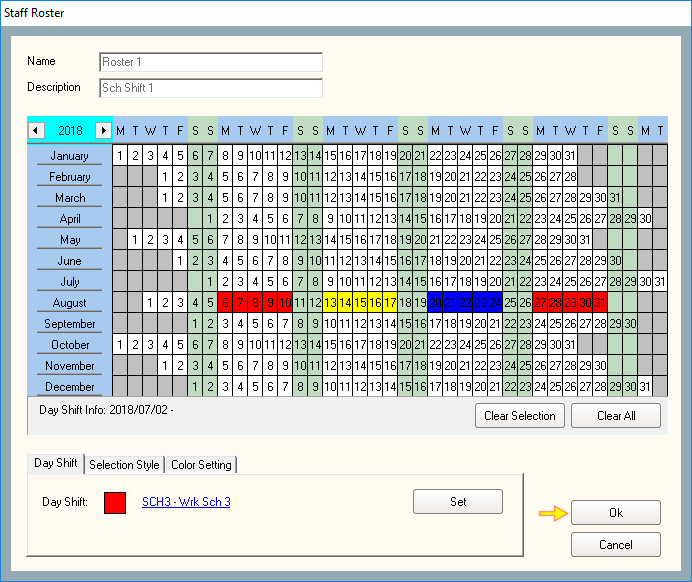 Staff Roster
Name Roster 1
Description Sch Shift 1
2018 M T W T F S S M T W T F S S M T W T F S S M T W T F S S M T W T F S S M T
January 1 2 3 4 5 6 7 8 9 10 11 12 13 14 15 16 17 18 19 20 21 22 23 24 25 26 27 28 29 30 31
February 1 2 3 4 5 6 7 8 9 10 11 12 13 14 15 16 17 18 19 20 21 22 23 24 25 26 27 28
March 1 2 3 4 5 6 7 8 9 10 11 12 13 14 15 16 17 18 19 20 21 22 23 24 25 26 27 28 29 30 31
April 1 2 3 4 5 6 7 8 9 10 11 12 13 14 15 16 17 18 19 20 21 22 23 24 25 26 27 28 29 30
May 1 2 3 4 5 6 7 8 9 10 11 12 13 14 15 16 17 18 19 20 21 22 23 24 25 26 27 28 29 30 31
June 1 2 3 4 5 6 7 8 9 10 11 12 13 14 15 16 17 18 19 20 21 22 23 24 25 26 27 28 29 30
July 1 2 3 4 5 6 7 8 9 10 11 12 13 14 15 16 17 18 19 20 21 22 23 24 25 26 27 28 29 30 31
August 1 2 3 4 5 6 7 8 9 10 11 12 13 14 15 16 17 18 19 20 21 22 23 24 25 26 27 28 29 30 31
September 1 2 3 4 5 6 7 8 9 10 11 12 13 14 15 16 17 18 19 20 21 22 23 24 25 26 27 28 29 30
October 1 2 3 4 5 6 7 8 9 10 11 12 13 14 15 16 17 18 19 20 21 22 23 24 25 26 27 28 29 30 31
November 1 2 3 4 5 6 7 8 9 10 11 12 13 14 15 16 17 18 19 20 21 22 23 24 25 26 27 28 29 30
December 1 2 3 4 5 6 7 8 9 10 11 12 13 14 15 16 17 18 19 20 21 22 23 24 25 26 27 28 29 30 31
Day Shift Info: 2018/07/02 -
Clear Selection Clear All
Day Shift Selection Style Color Setting
Day Shift: SCH3 - Wrk Sch 3 Set
Ok
Cancel